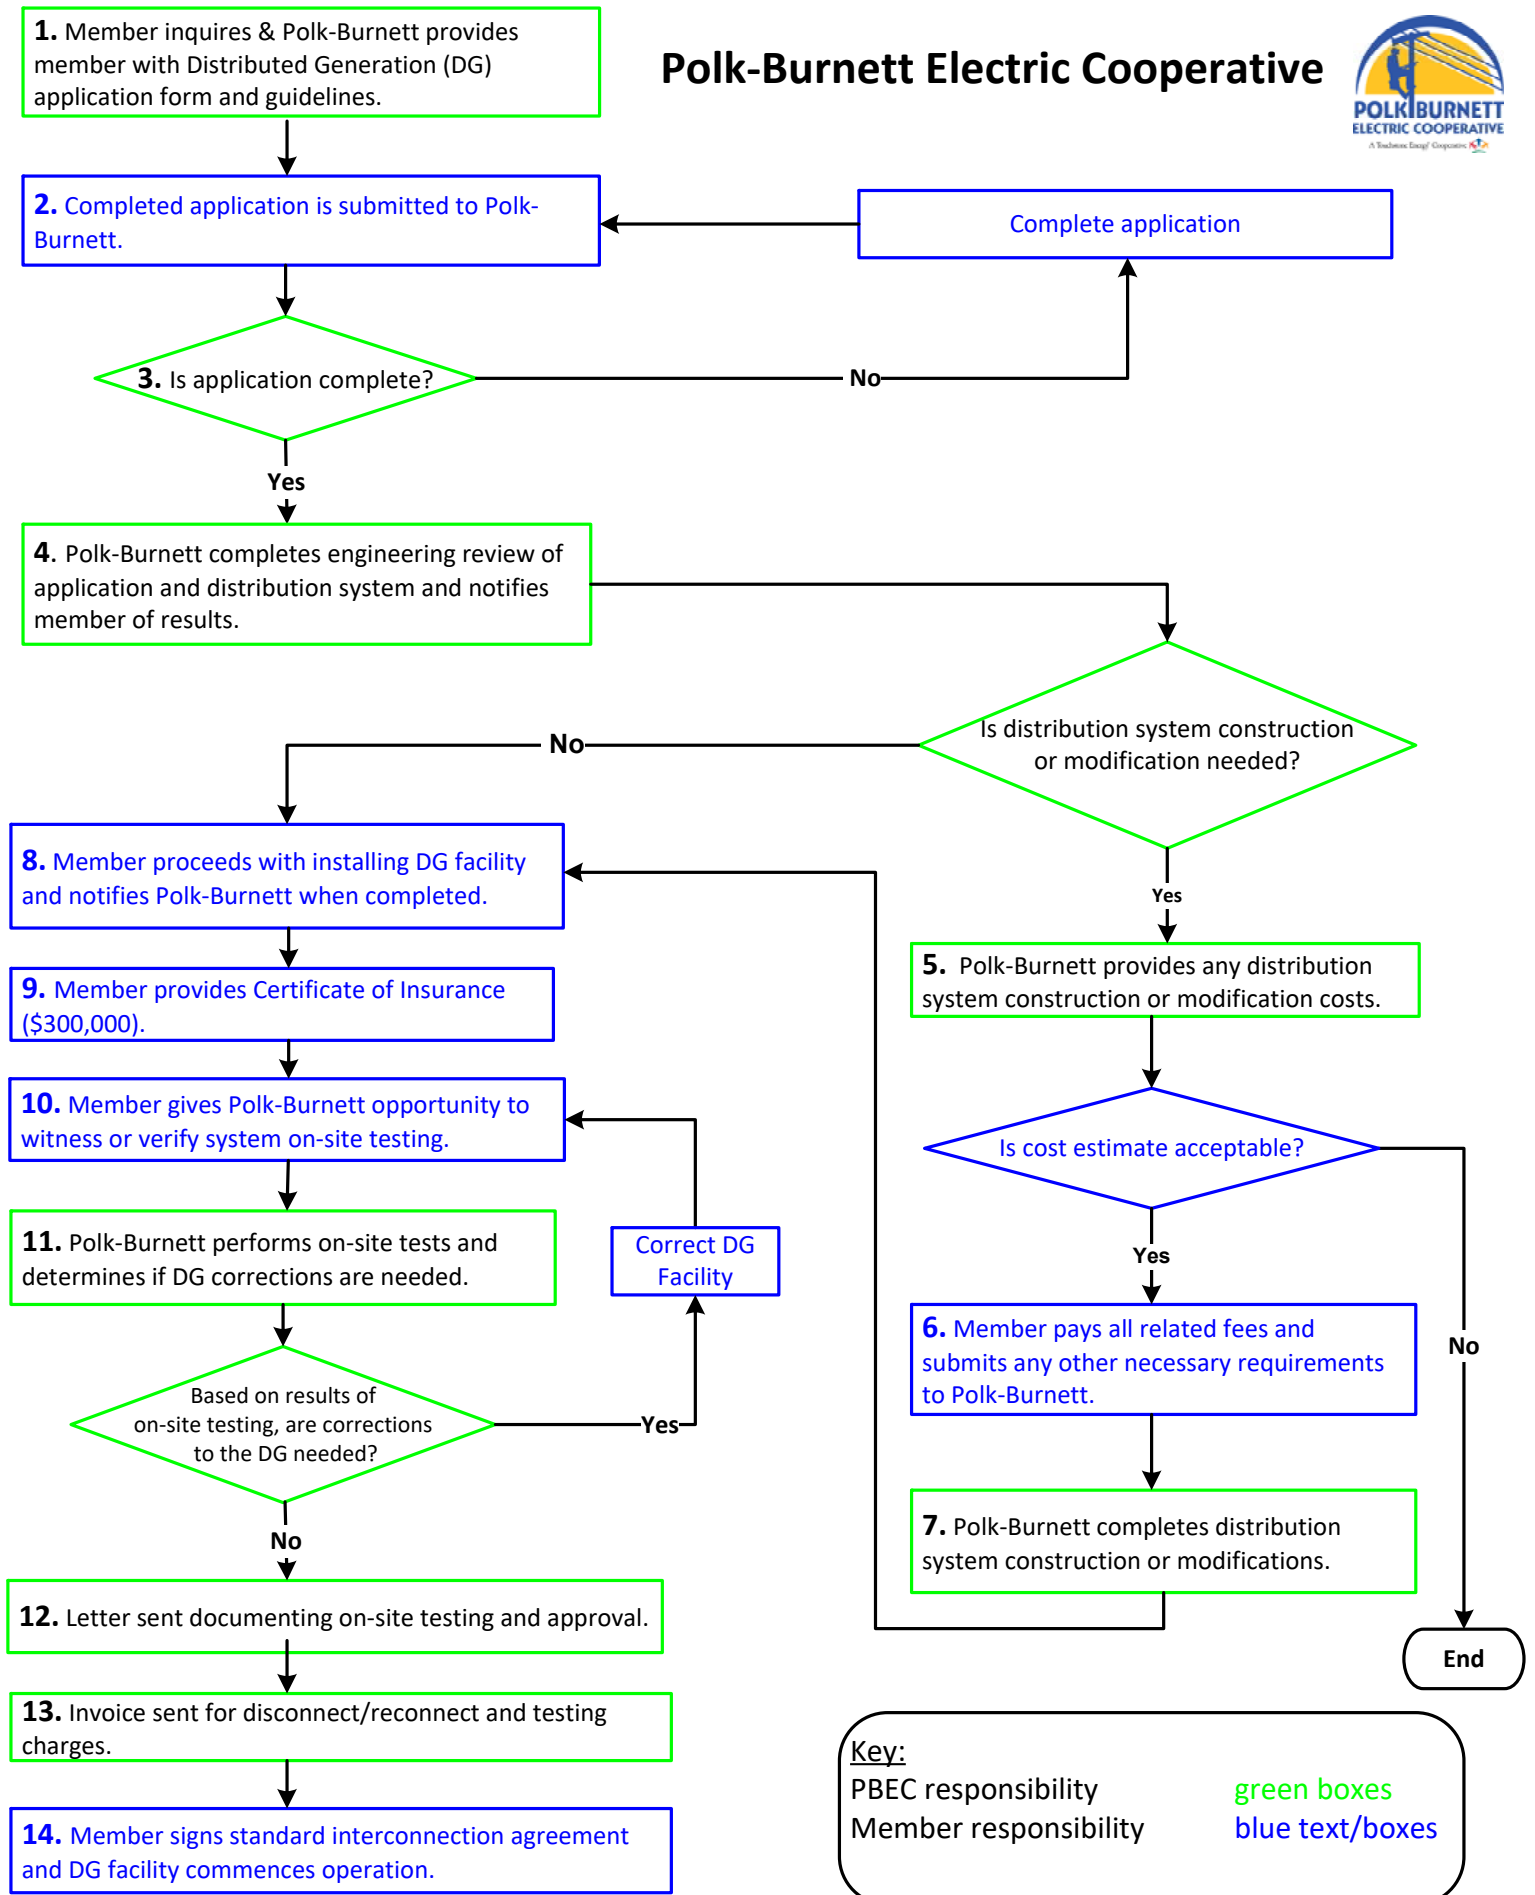 Polk-Burnett Electric Cooperative
POLK BURNETT
ELECTRIC COOPERATIVE
A Touchstone Energy® Cooperative
1. Member inquires & Polk-Burnett provides
member with Distributed Generation (DG)
application form and guidelines.
2. Completed application is submitted to Polk-
Burnett.
Complete application
3. Is application complete?
No
Yes
4. Polk-Burnett completes engineering review of
application and distribution system and notifies
member of results.
Is distribution system construction
or modification needed?
No
Yes
5. Polk-Burnett provides any distribution
system construction or modification costs.
Is cost estimate acceptable?
Yes
No
6. Member pays all related fees and
submits any other necessary requirements
to Polk-Burnett.
7. Polk-Burnett completes distribution
system construction or modifications.
End
8. Member proceeds with installing DG facility
and notifies Polk-Burnett when completed.
9. Member provides Certificate of Insurance
($300,000).
10. Member gives Polk-Burnett opportunity to
witness or verify system on-site testing.
11. Polk-Burnett performs on-site tests and
determines if DG corrections are needed.
Correct DG
Facility
Based on results of
on-site testing, are corrections
to the DG needed?
Yes
No
12. Letter sent documenting on-site testing and approval.
13. Invoice sent for disconnect/reconnect and testing
charges.
14. Member signs standard interconnection agreement
and DG facility commences operation.
Key:
PBEC responsibility green boxes
Member responsibility blue text/boxes